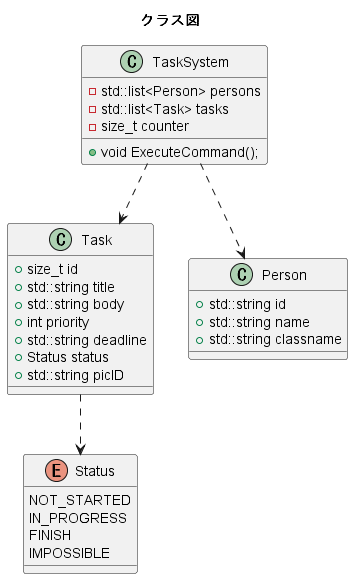 クラス図
C TaskSystem
std::list<Person> persons
std::list<Task> tasks
size_t counter
void ExecuteCommand();
C Task
size_t id
std::string title
std::string body
int priority
std::string deadline
Status status
std::string picID
C Person
std::string id
std::string name
std::string classname
E Status
NOT_STARTED
IN_PROGRESS
FINISH
IMPOSSIBLE